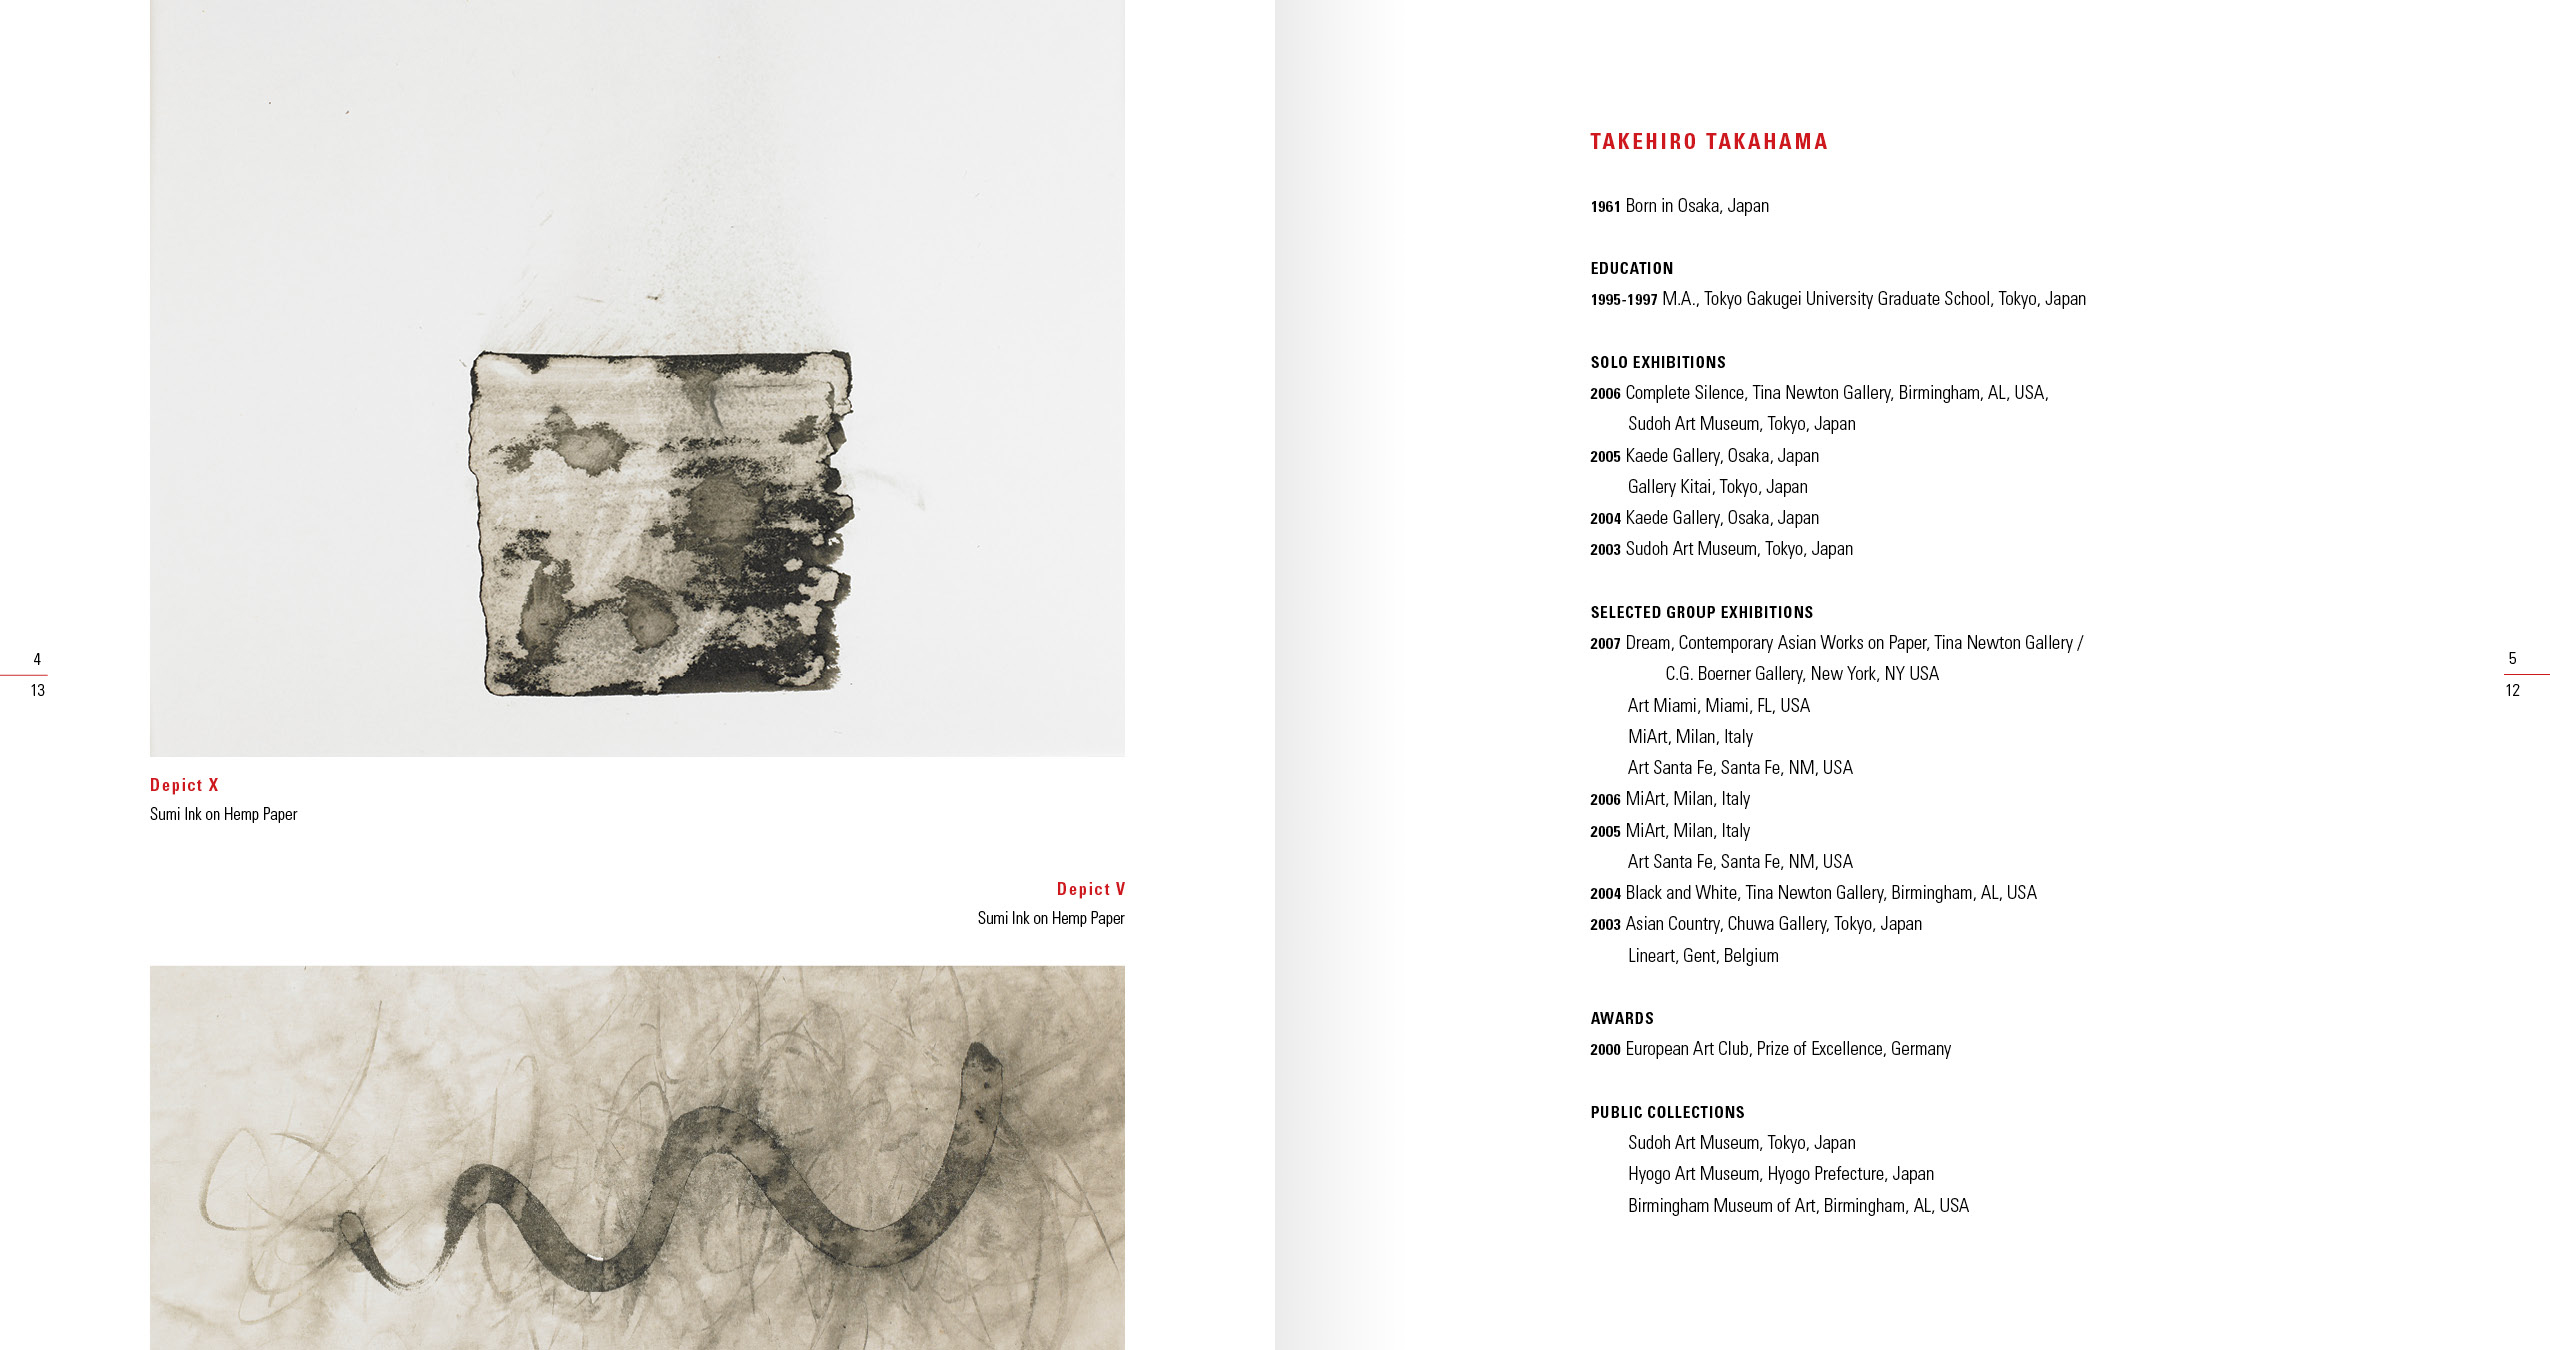 4
13
Depict X
Sumi Ink on Hemp Paper
Depict V
Sumi Ink on Hemp Paper
TAKEHIRO TAKAHAMA
1961 Born in Osaka, Japan
EDUCATION
1995-1997 M.A., Tokyo Gakugei University Graduate School, Tokyo, Japan
SOLO EXHIBITIONS
2006 Complete Silence, Tina Newton Gallery, Birmingham, AL, USA,
Sudoh Art Museum, Tokyo, Japan
2005 Kaede Gallery, Osaka, Japan
Gallery Kitai, Tokyo, Japan
2004 Kaede Gallery, Osaka, Japan
2003 Sudoh Art Museum, Tokyo, Japan
SELECTED GROUP EXHIBITIONS
2007 Dream, Contemporary Asian Works on Paper, Tina Newton Gallery /
C.G. Boerner Gallery, New York, NY USA
Art Miami, Miami, FL, USA
MiArt, Milan, Italy
Art Santa Fe, Santa Fe, NM, USA
2006 MiArt, Milan, Italy
2005 MiArt, Milan, Italy
Art Santa Fe, Santa Fe, NM, USA
2004 Black and White, Tina Newton Gallery, Birmingham, AL, USA
2003 Asian Country, Chuwa Gallery, Tokyo, Japan
Lineart, Gent, Belgium
AWARDS
2000 European Art Club, Prize of Excellence, Germany
PUBLIC COLLECTIONS
Sudoh Art Museum, Tokyo, Japan
Hyogo Art Museum, Hyogo Prefecture, Japan
Birmingham Museum of Art, Birmingham, AL, USA
5
12